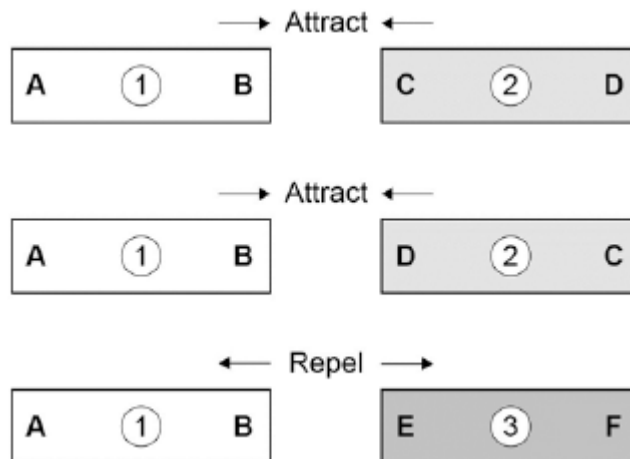 Attract
A 1 B C 2 D
Attract
A 1 B D 2 C
Repel
A 1 B E 3 F